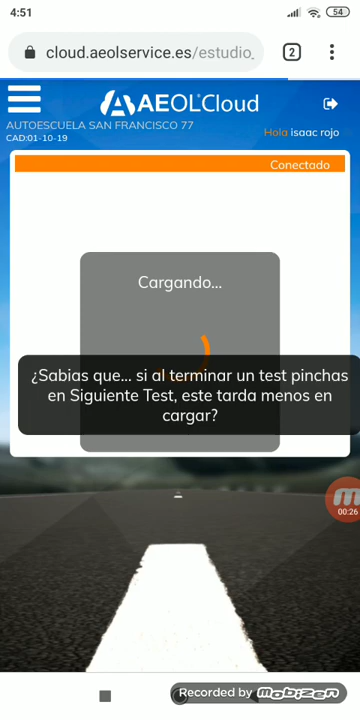 4:51
54
cloud.aeolservice.es/estudio_
2
AEOL®Cloud
AUTOESCUELA SAN FRANCISCO 77
CAD:01-10-19
Hola isaac rojo
Conectado
Cargando...
¿Sabias que... si al terminar un test pinchas
en Siguiente Test, este tarda menos en
cargar?
00:26
Recorded by mobizen